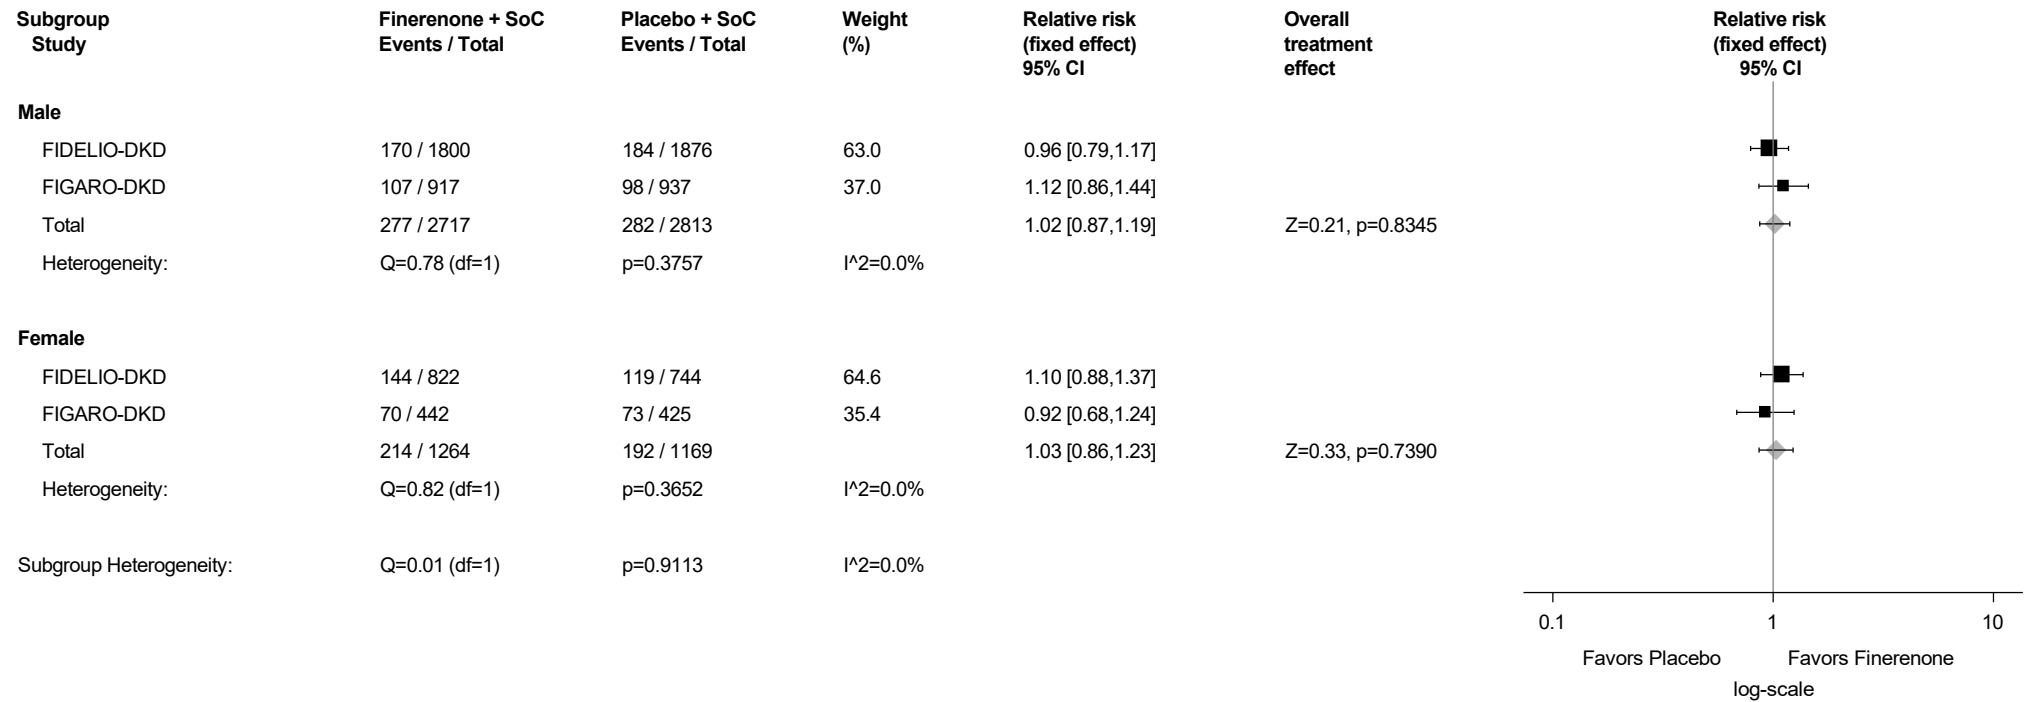 Subgroup Finerenone + SoC Placebo + SoC Weight Relative risk Overall Relative risk
Study Events / Total Events / Total (%) (fixed effect) treatment (fixed effect)
95% CI effect 95% CI
Male
FIDELIO-DKD 170 / 1800 184 / 1876 63.0 0.96 [0.79,1.17]
FIGARO-DKD 107 / 917 98 / 937 37.0 1.12 [0.86,1.44]
Total 277 / 2717 282 / 2813 1.02 [0.87,1.19] Z=0.21, p=0.8345
Heterogeneity: Q=0.78 (df=1) p=0.3757 I^2=0.0%
Female
FIDELIO-DKD 144 / 822 119 / 744 64.6 1.10 [0.88,1.37]
FIGARO-DKD 70 / 442 73 / 425 35.4 0.92 [0.68,1.24]
Total 214 / 1264 192 / 1169 1.03 [0.86,1.23] Z=0.33, p=0.7390
Heterogeneity: Q=0.82 (df=1) p=0.3652 I^2=0.0%
Subgroup Heterogeneity: Q=0.01 (df=1) p=0.9113 I^2=0.0%
0.1 1 10
Favors Placebo Favors Finerenone
log-scale